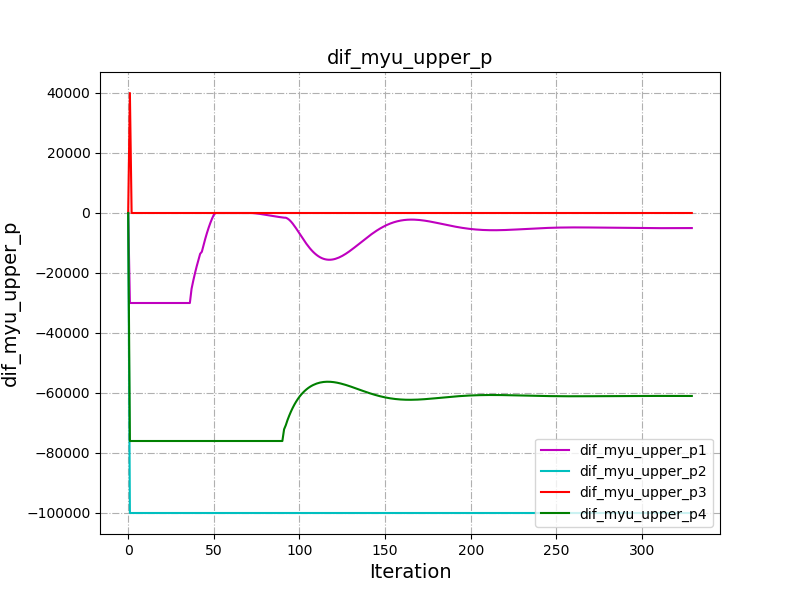 dif_myu_upper_p
dif_myu_upper_p
40000
20000
0
−20000
−40000
−60000
−80000
−100000
0
50
100
150
200
250
300
Iteration
dif_myu_upper_p1
dif_myu_upper_p2
dif_myu_upper_p3
dif_myu_upper_p4